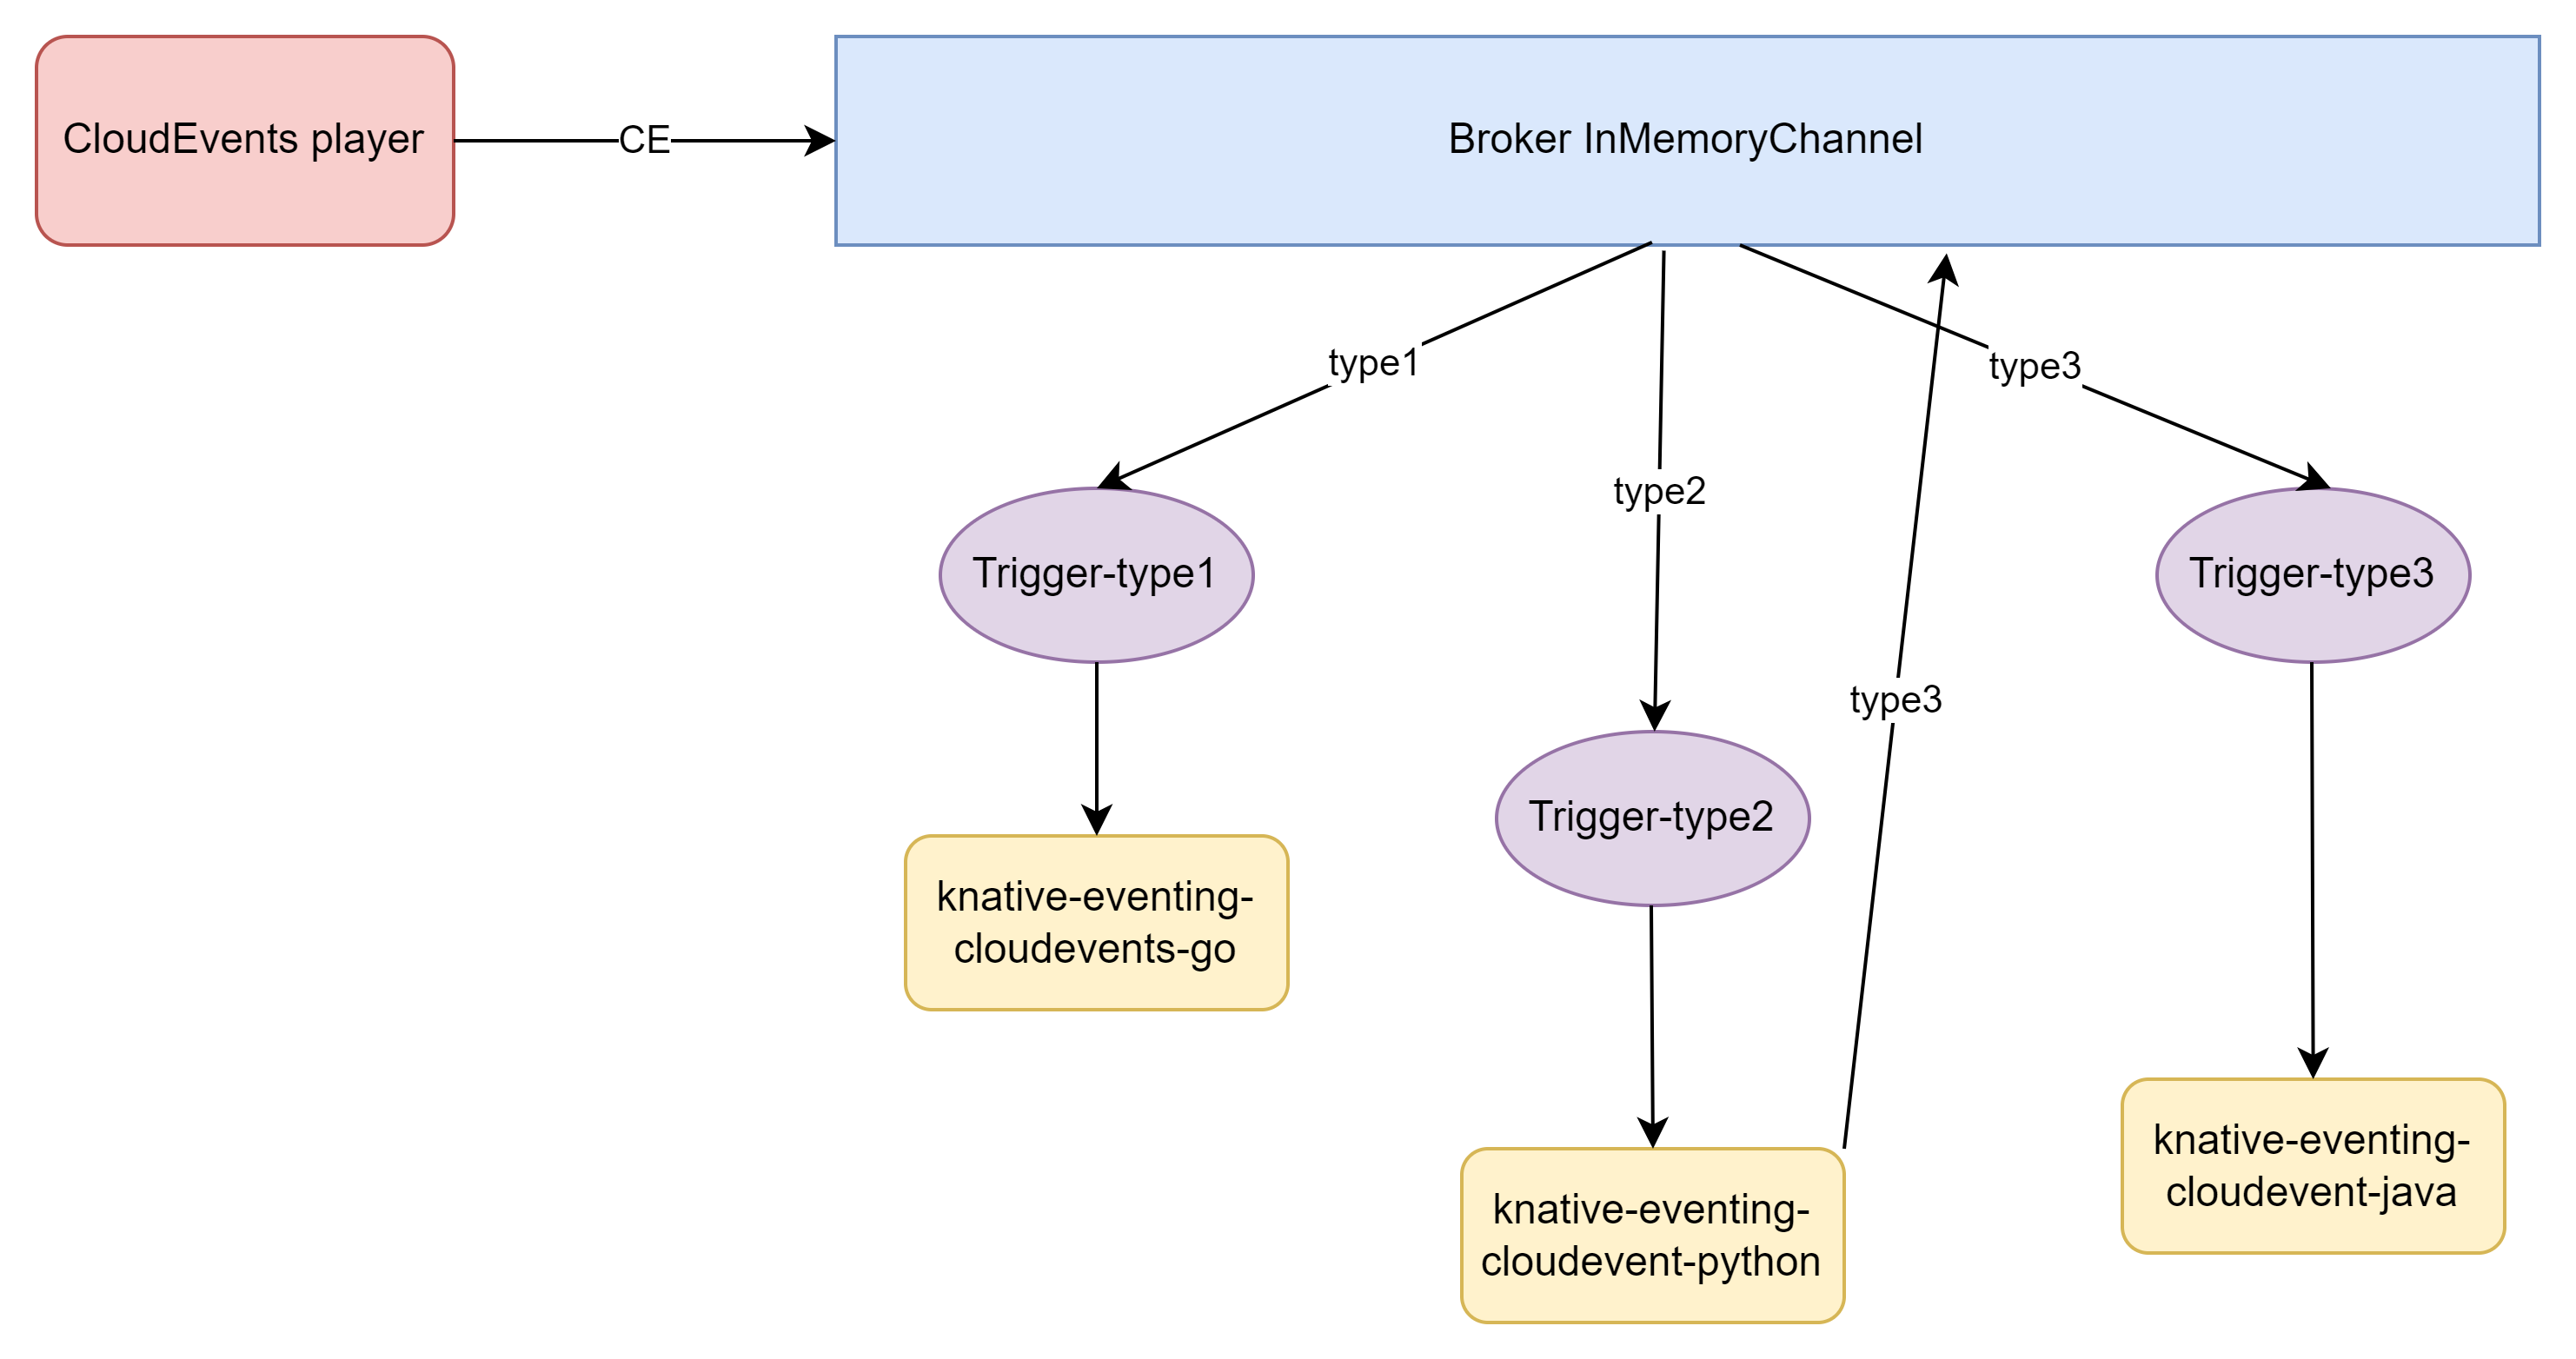 CloudEvents player
CE
Broker InMemoryChannel
type1
type3
type2
Trigger-type1
Trigger-type3
type3
Trigger-type2
knative-eventing-
cloudevents-go
knative-eventing-
cloudevent-java
knative-eventing-
cloudevent-python